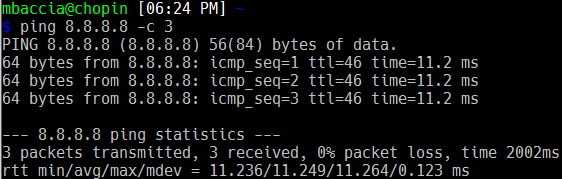 mbaccia@chopin [06:24 PM] ~
$ ping 8.8.8.8 -c 3
PING 8.8.8.8 (8.8.8.8) 56(84) bytes of data.
64 bytes from 8.8.8.8: icmp_seq=1 ttl=46 time=11.2 ms
64 bytes from 8.8.8.8: icmp_seq=2 ttl=46 time=11.2 ms
64 bytes from 8.8.8.8: icmp_seq=3 ttl=46 time=11.2 ms

--- 8.8.8.8 ping statistics ---
3 packets transmitted, 3 received, 0% packet loss, time 2002ms
rtt min/avg/max/mdev = 11.236/11.249/11.264/0.123 ms